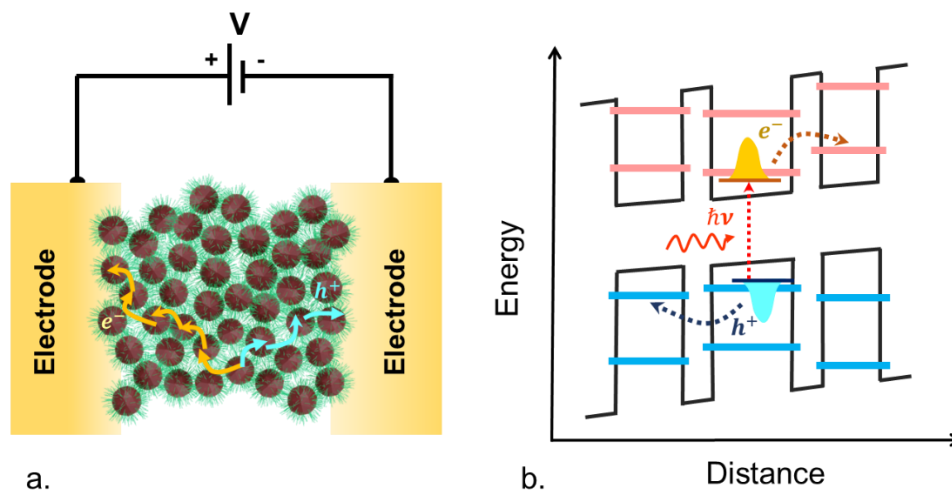 V
+ -
Electrode
e⁻
h⁺
Electrode
a.
Energy
e⁻
ℏν
h⁺
Distance
b.